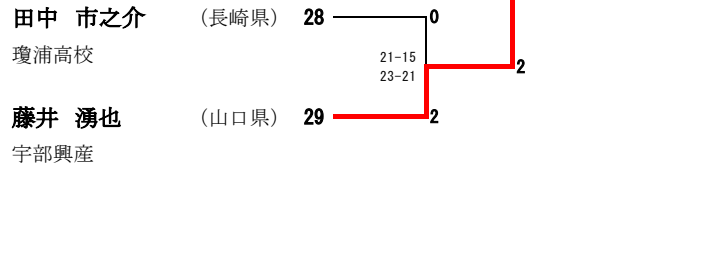 田中　市之介　（長崎県）　28　0
瓊浦高校
21-15
23-21
2
藤井　湧也　（山口県）　29　2
宇部興産